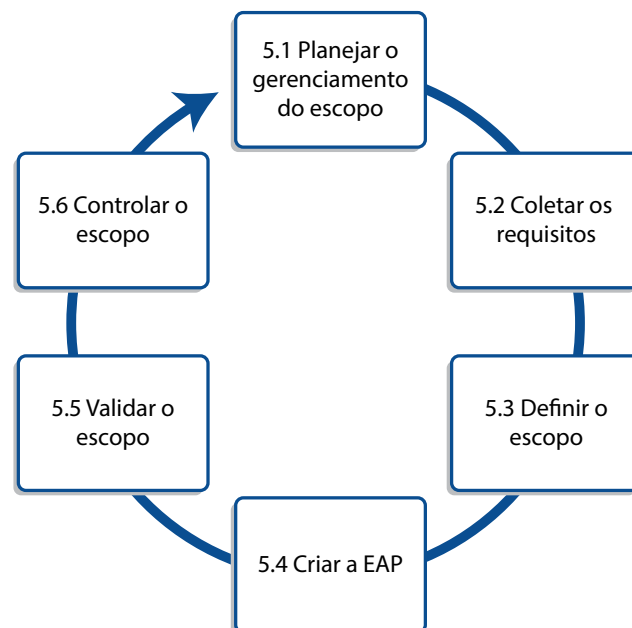 5.1 Planejar o
gerenciamento
do escopo
5.2 Coletar os
requisitos
5.3 Definir o
escopo
5.4 Criar a EAP
5.5 Validar o
escopo
5.6 Controlar o
escopo